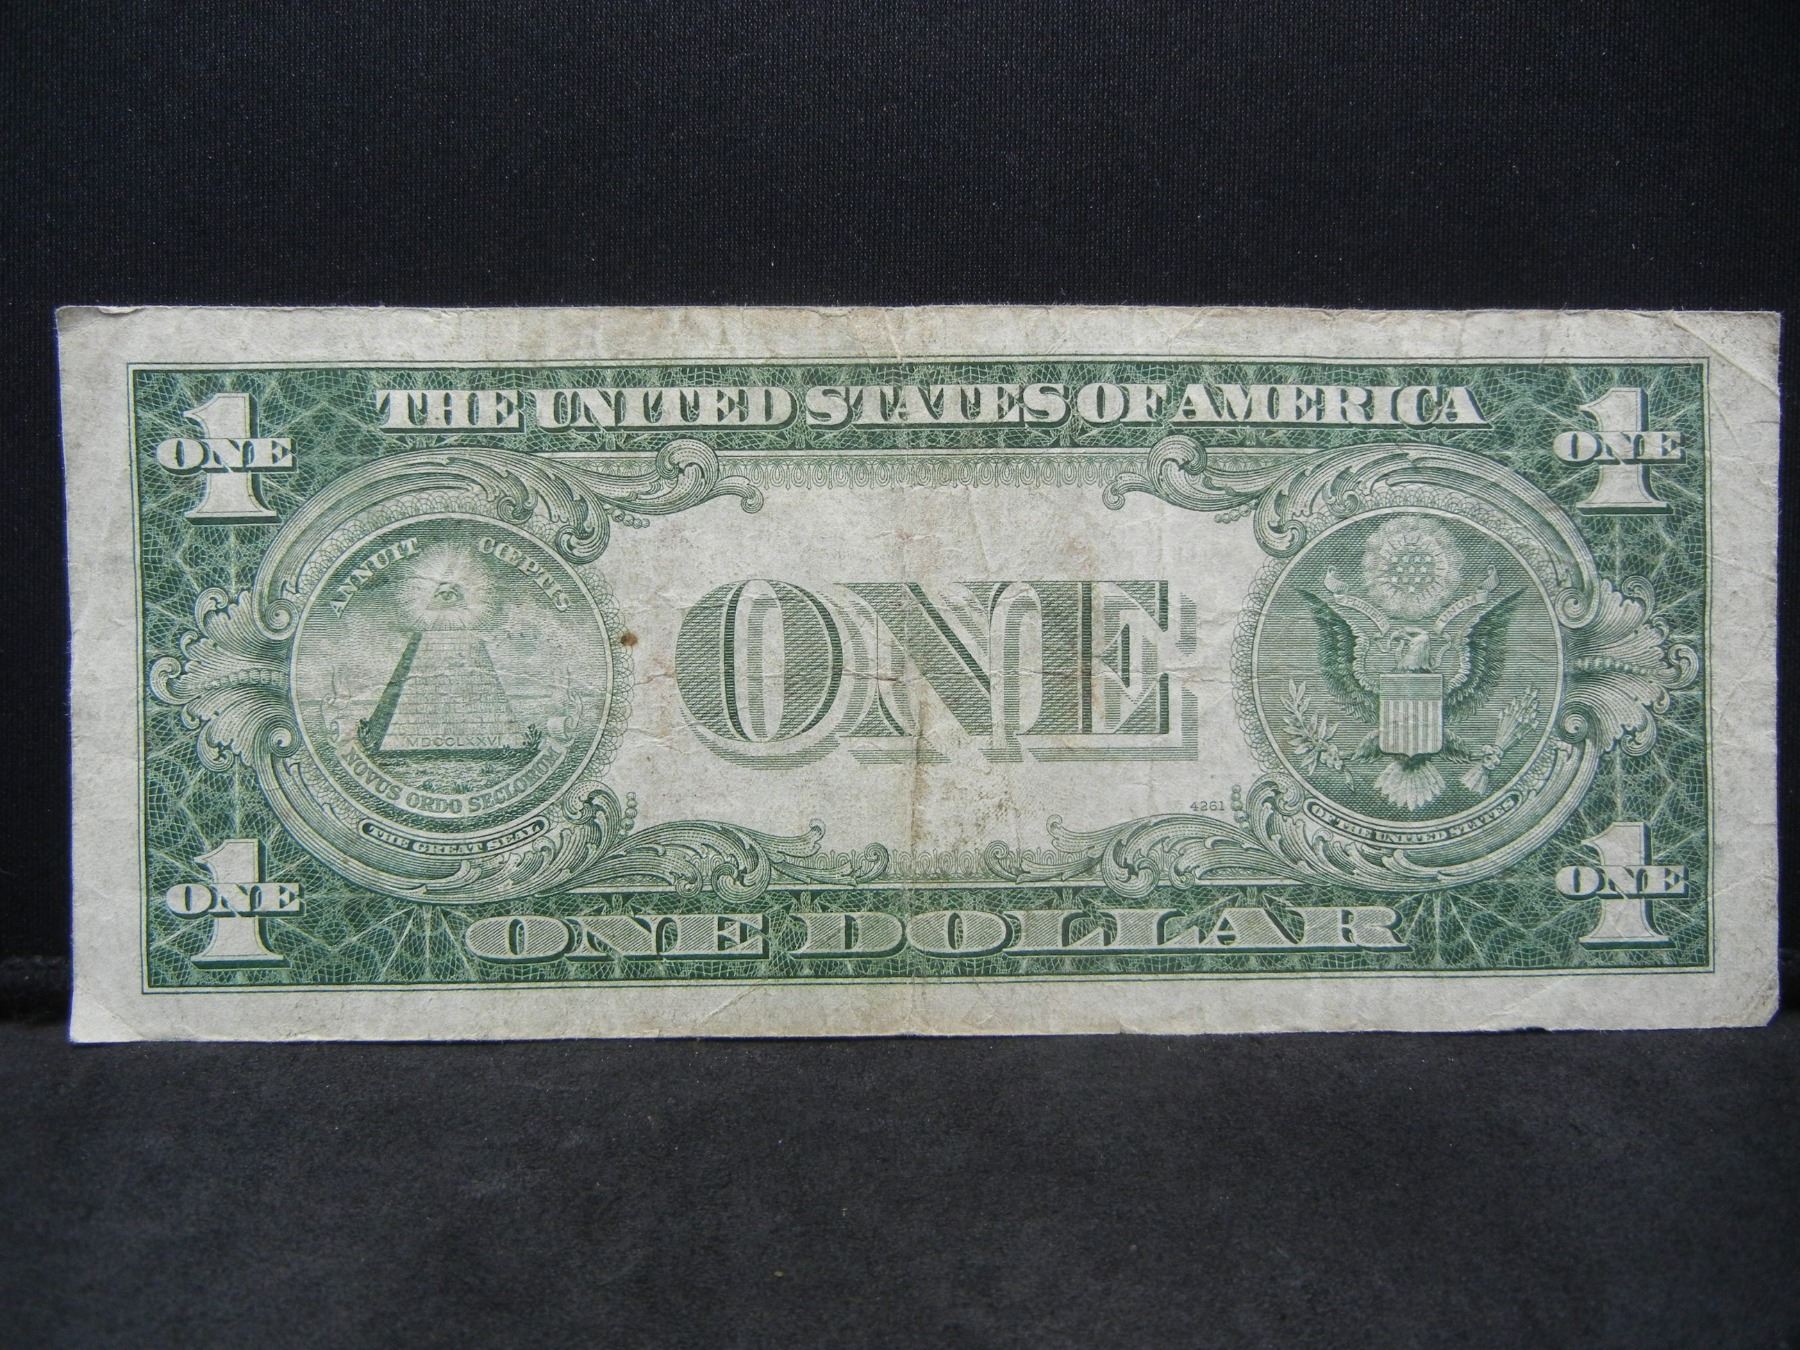 THE UNITED STATES OF AMERICA
1
ONE
1
ONE
ANNUIT CŒPTIS
MDCCLXXVI
NOVUS ORDO SECLORUM
THE GREAT SEAL
ONE
4261
OF THE UNITED STATES
1
ONE
1
ONE
ONE DOLLAR